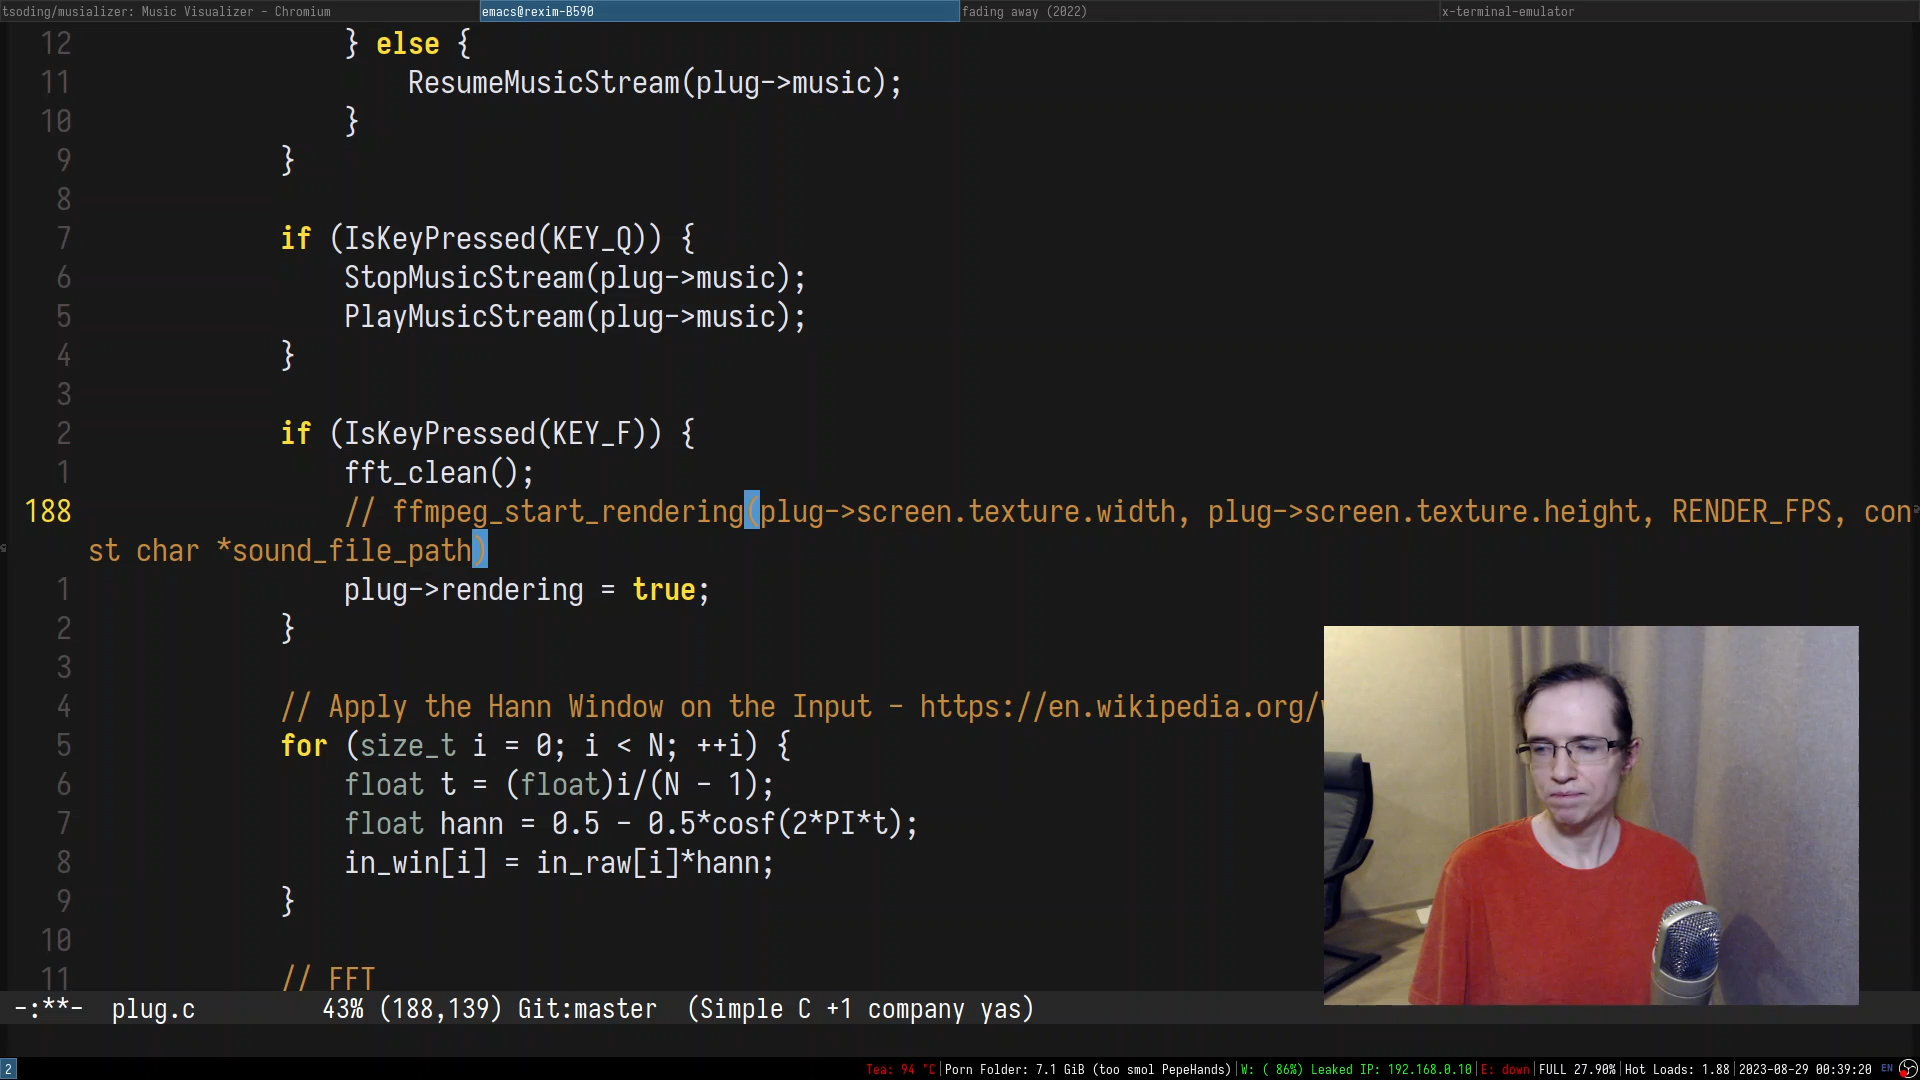 tsoding/musializer: Music Visualizer - Chromium
emacs@rexim-B590
fading away (2022)
x-terminal-emulator
12 } else {
11 ResumeMusicStream(plug->music);
10 }
9 }
8
7 if (IsKeyPressed(KEY_Q)) {
6 StopMusicStream(plug->music);
5 PlayMusicStream(plug->music);
4 }
3
2 if (IsKeyPressed(KEY_F)) {
1 fft_clean();
188 // ffmpeg_start_rendering(plug->screen.texture.width, plug->screen.texture.height, RENDER_FPS, con
st char *sound_file_path)
1 plug->rendering = true;
2 }
3
4 // Apply the Hann Window on the Input - https://en.wikipedia.org/
5 for (size_t i = 0; i < N; ++i) {
6 float t = (float)i/(N - 1);
7 float hann = 0.5 - 0.5*cosf(2*PI*t);
8 in_win[i] = in_raw[i]*hann;
9 }
10
11 // FFT
-:**- plug.c 43% (188,139) Git:master (Simple C +1 company yas)
2 Tea: 94 °C|Porn Folder: 7.1 GiB (too smol PepeHands)|W: ( 86%) Leaked IP: 192.168.0.10|E: down|FULL 27.90%|Hot Loads: 1.88|2023-08-29 00:39:20 EN